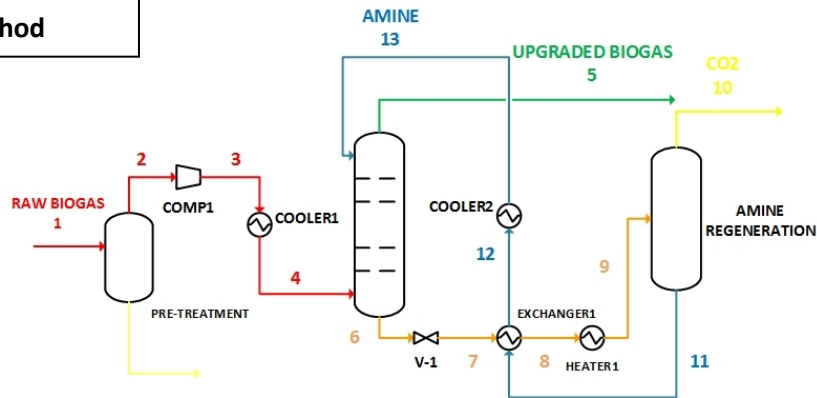 hod
AMINE
13
UPGRADED BIOGAS
5
CO2
10
2
3
RAW BIOGAS
1
COMP1
COOLER1
COOLER2
AMINE
REGENERATION
12
9
4
PRE-TREATMENT
6
EXCHANGER1
V-1
7
8
HEATER1
11